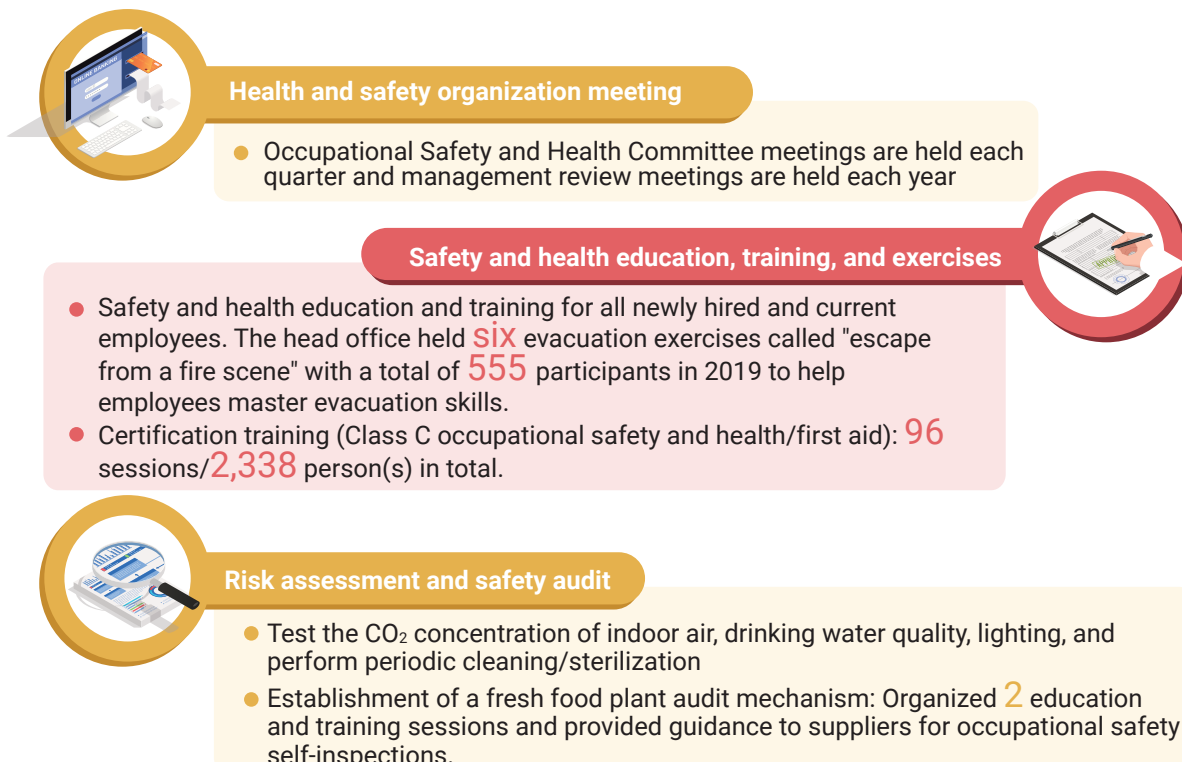 ONLINE BANKING
Health and safety organization meeting
Occupational Safety and Health Committee meetings are held each
quarter and management review meetings are held each year
Safety and health education, training, and exercises
Safety and health education and training for all newly hired and current
employees. The head office held six evacuation exercises called "escape
from a fire scene" with a total of 555 participants in 2019 to help
employees master evacuation skills.
Certification training (Class C occupational safety and health/first aid): 96
sessions/2,338 person(s) in total.
Risk assessment and safety audit
Test the CO₂ concentration of indoor air, drinking water quality, lighting, and
perform periodic cleaning/sterilization
Establishment of a fresh food plant audit mechanism: Organized 2 education
and training sessions and provided guidance to suppliers for occupational safety
self-inspections.